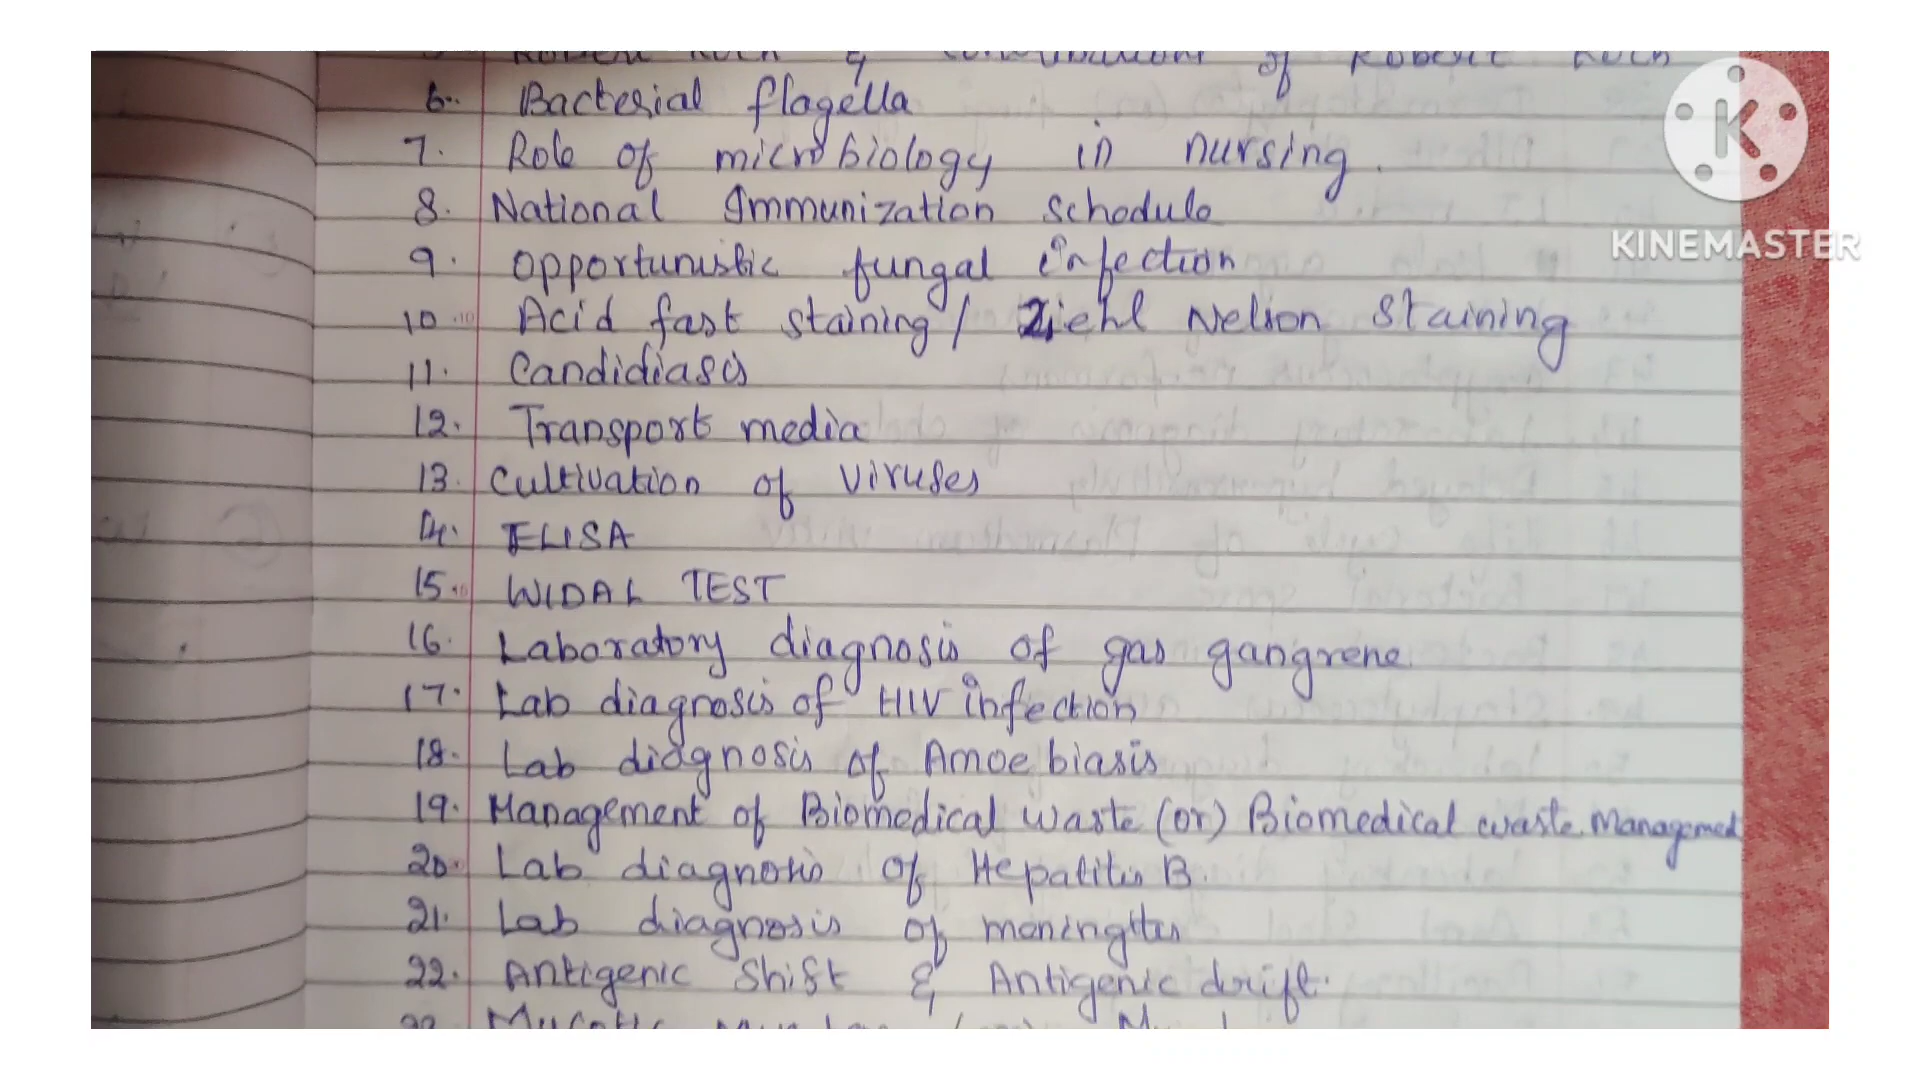 of Robert Koch
6. Bacterial flagella
7. Role of microbiology in nursing.
8. National Immunization schedule
9. opportunistic fungal infection
10. Acid fast staining / Ziehl Nelson Staining
11. Candidiasis
12. Transport media
13. Cultivation of viruses
14. ELISA
15. WIDAL TEST
16. Laboratory diagnosis of gas gangrene.
17. Lab diagnosis of HIV infection
18. Lab diagnosis of Amoebiasis
19. Management of Biomedical waste (or) Biomedical waste Management
20. Lab diagnosis of Hepatitis B.
21. Lab diagnosis of meningitis
22. Antigenic Shift & Antigenic drift.
K
KINEMASTER